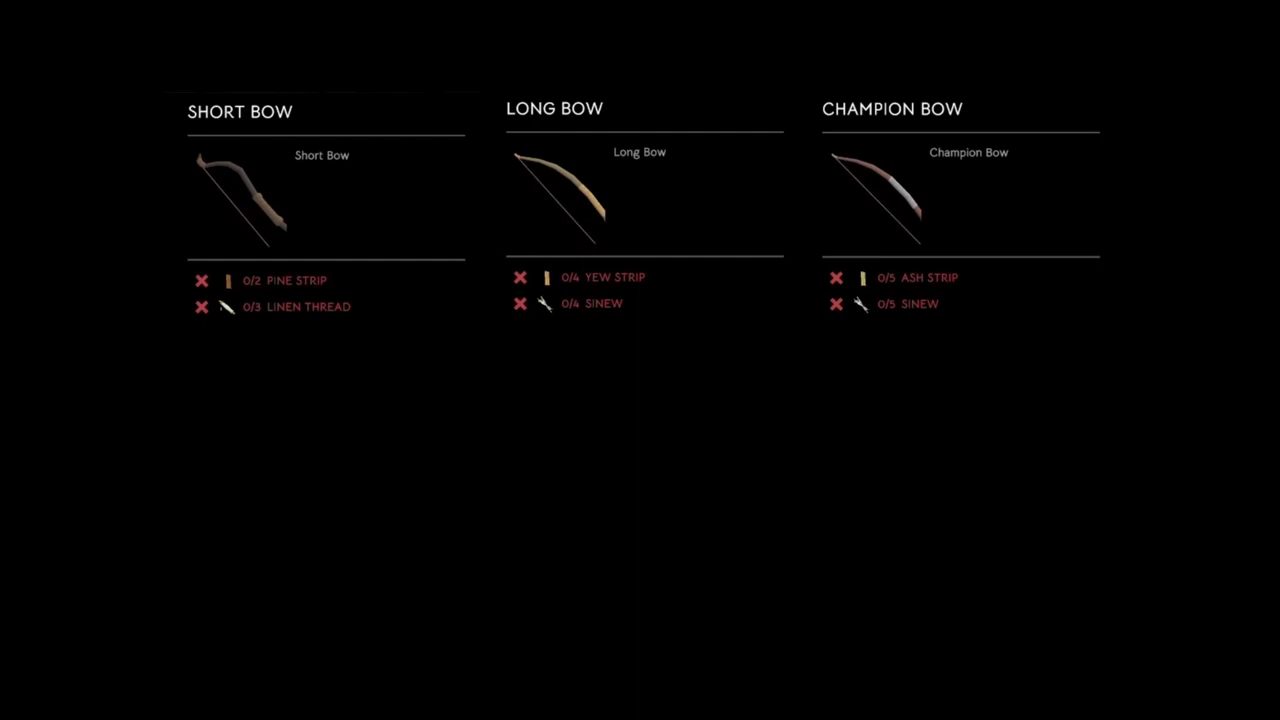 SHORT BOW
Short Bow
0/2 PINE STRIP
0/3 LINEN THREAD
LONG BOW
Long Bow
0/4 YEW STRIP
0/4 SINEW
CHAMPION BOW
Champion Bow
0/5 ASH STRIP
0/5 SINEW